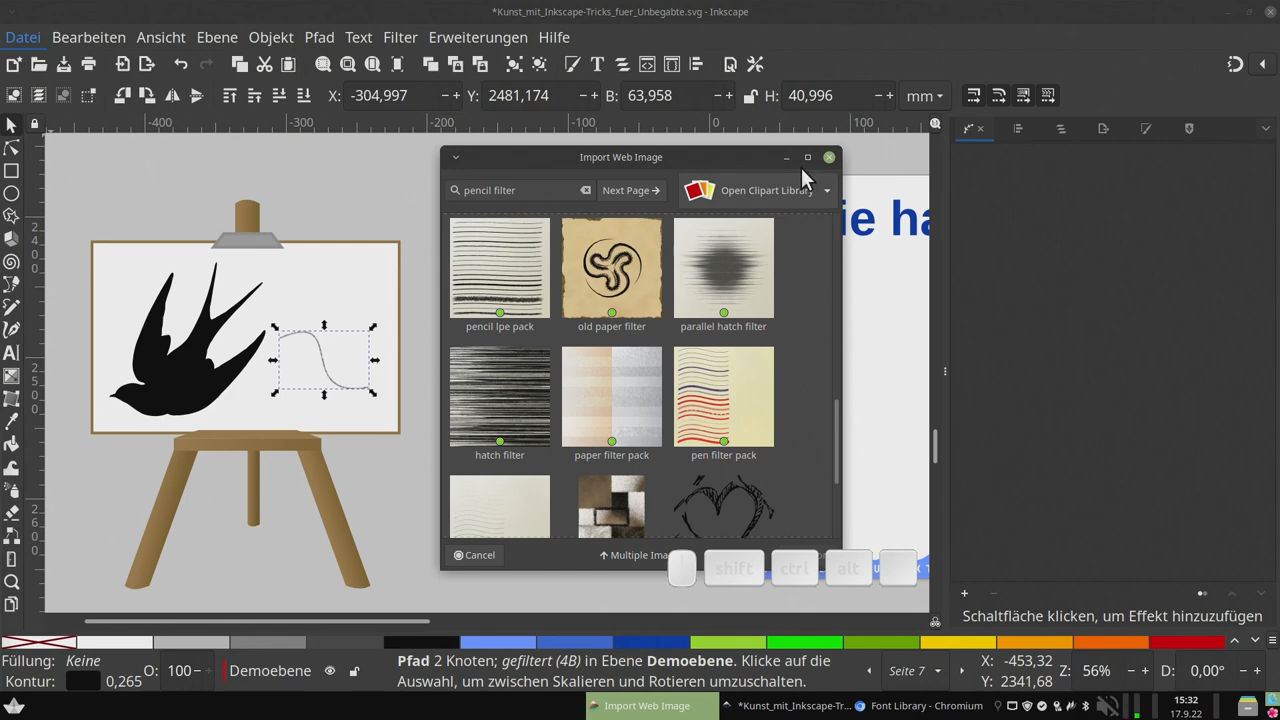 *Kunst_mit_Inkscape-Tricks_fuer_Unbegabte.svg - Inkscape
Datei Bearbeiten Ansicht Ebene Objekt Pfad Text Filter Erweiterungen Hilfe
X: -304,997 Y: 2481,174 B: 63,958 H: 40,996 mm
-400 -300 -200 -100 0 100
Import Web Image
pencil filter Next Page Open Clipart Library
ie ha
pencil lpe pack old paper filter parallel hatch filter
hatch filter paper filter pack pen filter pack
Cancel Multiple Ima
shift ctrl alt
Schaltfläche klicken, um Effekt hinzuzufügen
Füllung: Keine
Kontur: 0,265
O: 100
Demoebene
Pfad 2 Knoten; gefiltert (4B) in Ebene Demoebene. Klicke auf die
Auswahl, um zwischen Skalieren und Rotieren umzuschalten.
Seite 7
X: -453,32
Y: 2341,68
Z: 56%
D: 0,00°
Import Web Image *Kunst_mit_Inkscape-Tr... Font Library - Chromium
15:32
17.9.22